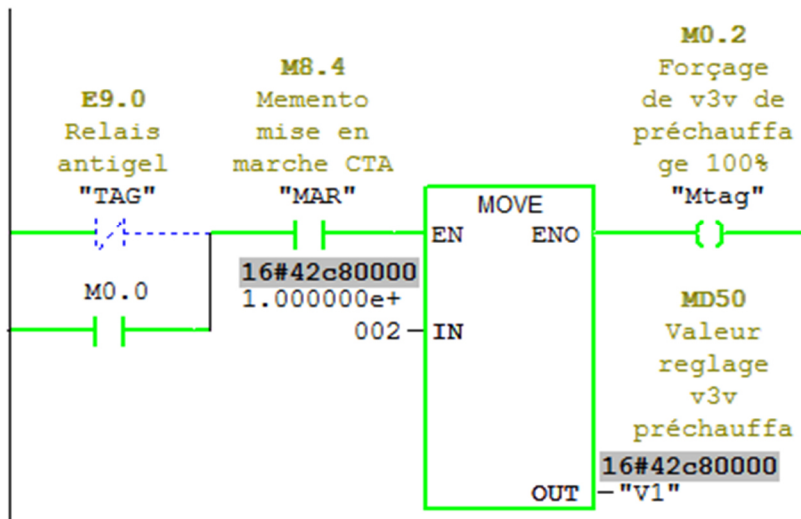 E9.0
Relais
antigel
"TAG"
M8.4
Memento
mise en
marche CTA
"MAR"
M0.2
Forçage
de v3v de
préchauffa
ge 100%
"Mtag"
MOVE
EN ENO
16#42c80000
1.000000e+
002 IN
M0.0
MD50
Valeur
reglage
v3v
préchauffa
16#42c80000
OUT "V1"